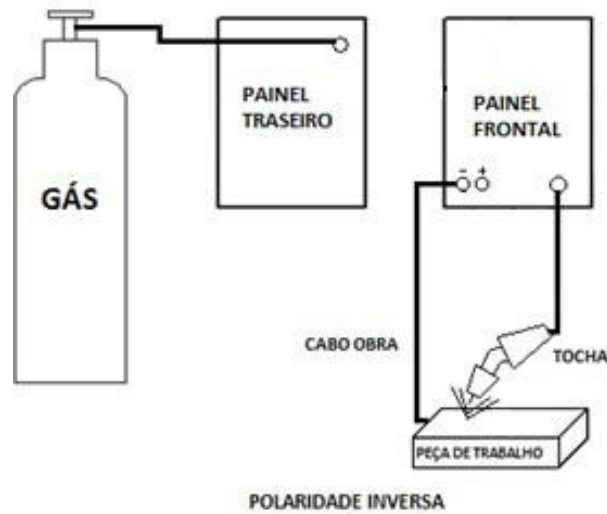 GÁS
PAINEL
TRASEIRO
PAINEL
FRONTAL
- +
CABO OBRA
TOCHA
PEÇA DE TRABALHO
POLARIDADE INVERSA